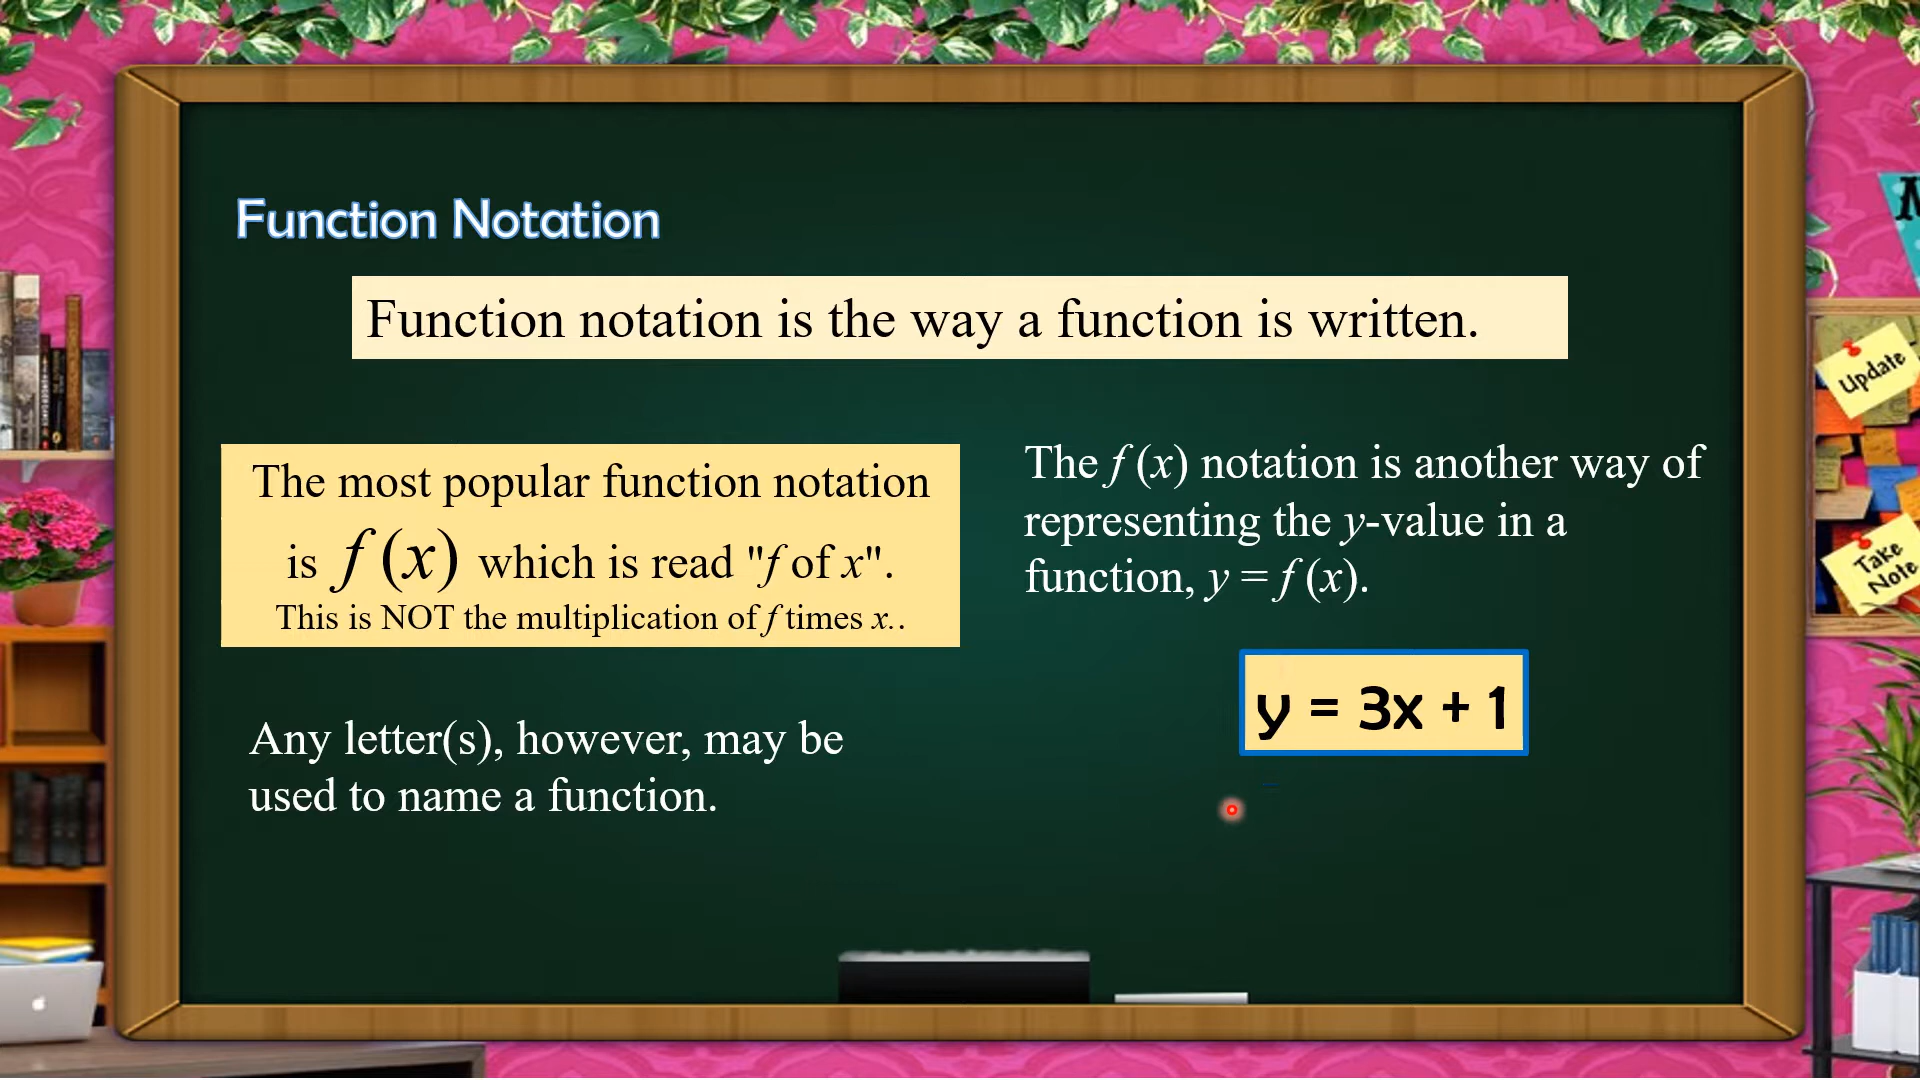 Function Notation
Function notation is the way a function is written.
The most popular function notation
is f (x) which is read "f of x".
This is NOT the multiplication of f times x..
Any letter(s), however, may be
used to name a function.
The f (x) notation is another way of
representing the y-value in a
function, y = f (x).
y = 3x + 1
Update
Take
Note